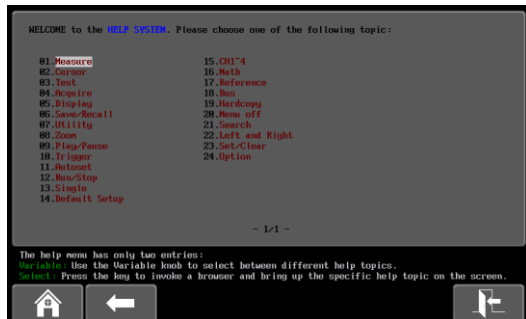 WELCOME to the HELP SYSTEM. Please choose one of the following topic:
01.Measure
02.Cursor
03.Test
04.Acquire
05.Display
06.Save/Recall
07.Utility
08.Zoom
09.Play/Pause
10.Trigger
11.Autoset
12.Run/Stop
13.Single
14.Default Setup
15.CH1~4
16.Math
17.Reference
18.Bus
19.Hardcopy
20.Menu off
21.Search
22.Left and Right
23.Set/Clear
24.Option
- 1/1 -
The help menu has only two entries:
Variable: Use the Variable knob to select between different help topics.
Select: Press the key to invoke a browser and bring up the specific help topic on the screen.